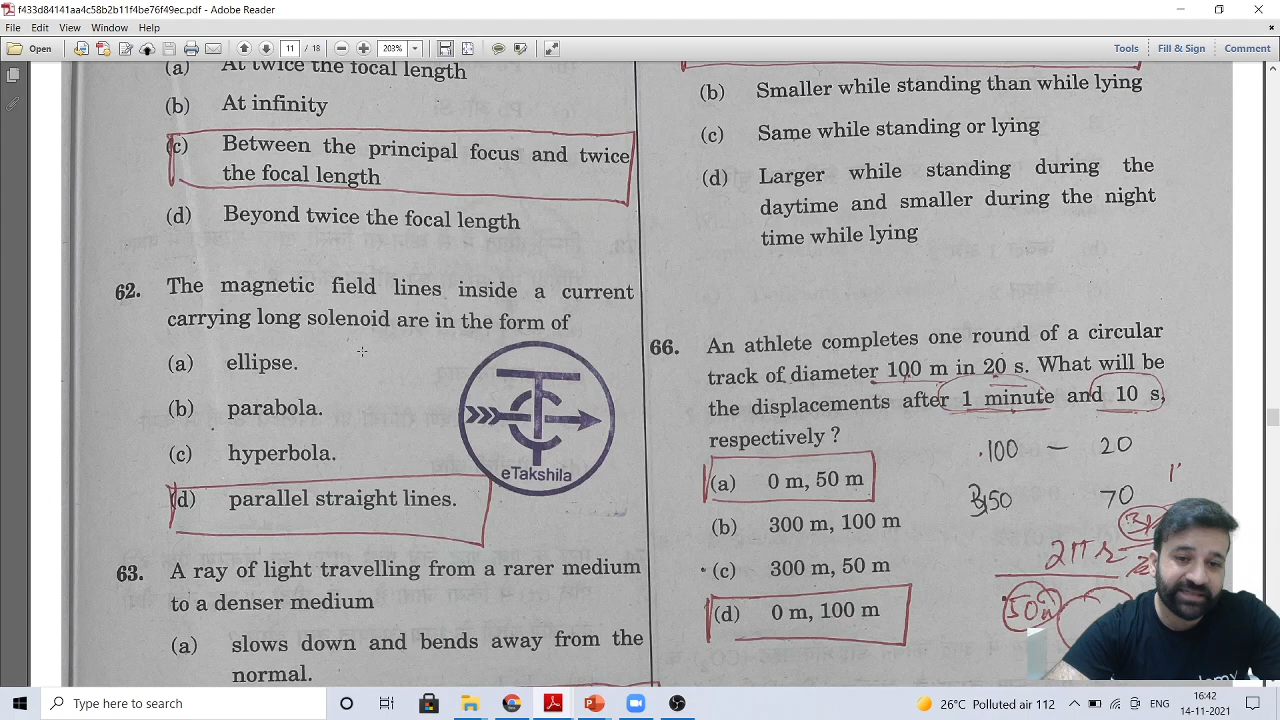 f433d84141aa4c58b2b11f4be76f49ec.pdf - Adobe Reader
File Edit View Window Help
Open 11 / 18 203% Tools Fill & Sign Comment
(a) At twice the focal length
(b) At infinity
(c) Between the principal focus and twice
the focal length
(d) Beyond twice the focal length
62. The magnetic field lines inside a current
carrying long solenoid are in the form of
(a) ellipse.
(b) parabola.
(c) hyperbola.
(d) parallel straight lines.
eTakshila
63. A ray of light travelling from a rarer medium
to a denser medium
(a) slows down and bends away from the
normal.
(b) Smaller while standing than while lying
(c) Same while standing or lying
(d) Larger while standing during the
daytime and smaller during the night
time while lying
66. An athlete completes one round of a circular
track of diameter 100 m in 20 s. What will be
the displacements after 1 minute and 10 s,
respectively ?
(a) 0 m, 50 m
(b) 300 m, 100 m
(c) 300 m, 50 m
(d) 0 m, 100 m
100 — 20
70
2πr
50m
Type here to search
26°C Polluted air 112 ENG 16:42
14-11-2021